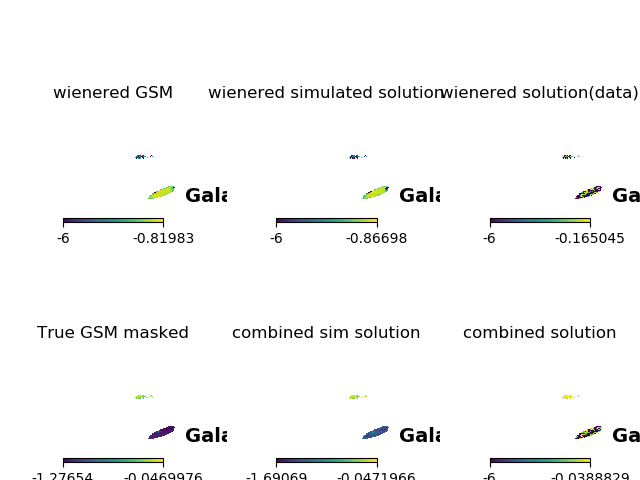 wienered GSM
wienered simulated solution
wienered solution(data)
Gala
Gala
Ga
-6 -0.81983
-6 -0.86698
-6 -0.165045
True GSM masked
combined sim solution
combined solution
Gala
Gala
Ga
-1.27654 -0.0469976
-1.69069 -0.0471966
-6 -0.0388829